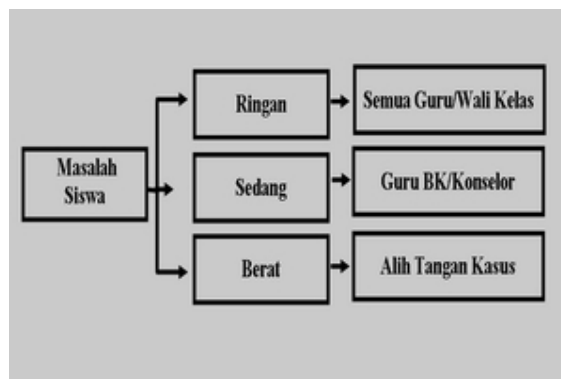 Masalah
Siswa
Ringan
Semua Guru/Wali Kelas
Sedang
Guru BK/Konselor
Berat
Alih Tangan Kasus